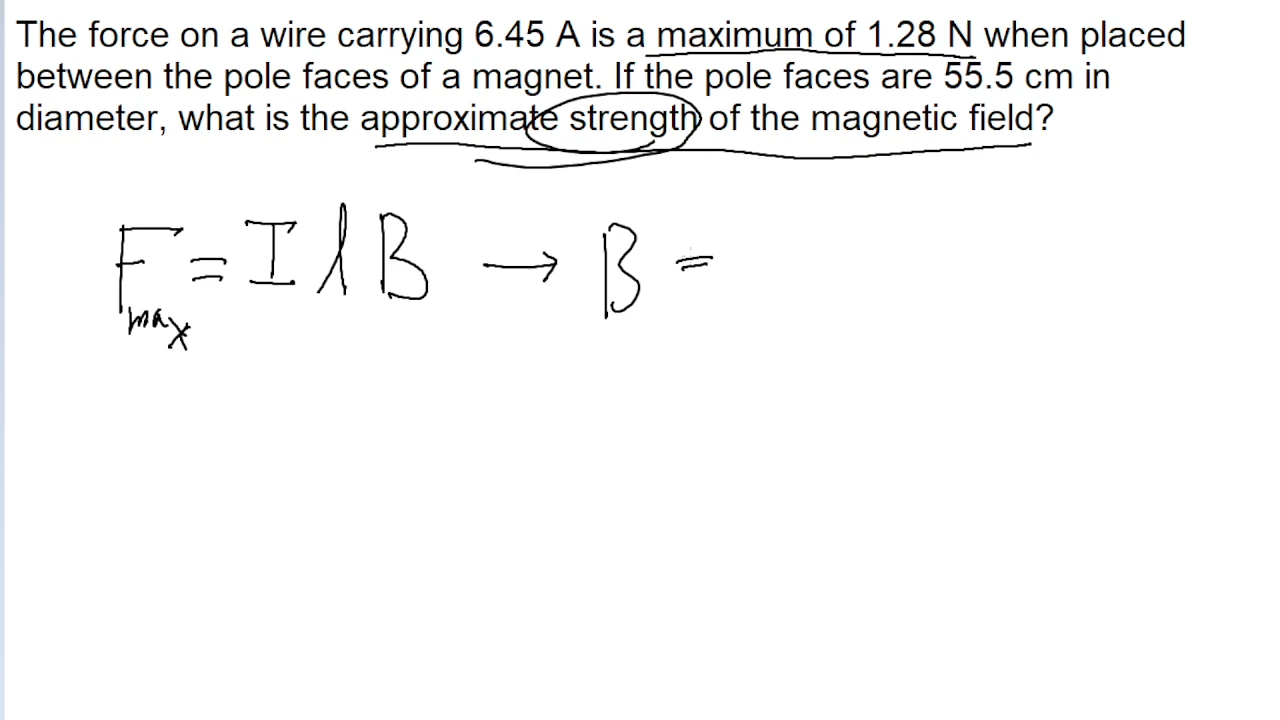 The force on a wire carrying 6.45 A is a maximum of 1.28 N when placed
between the pole faces of a magnet. If the pole faces are 55.5 cm in
diameter, what is the approximate strength of the magnetic field?
F = I l B → B =
max